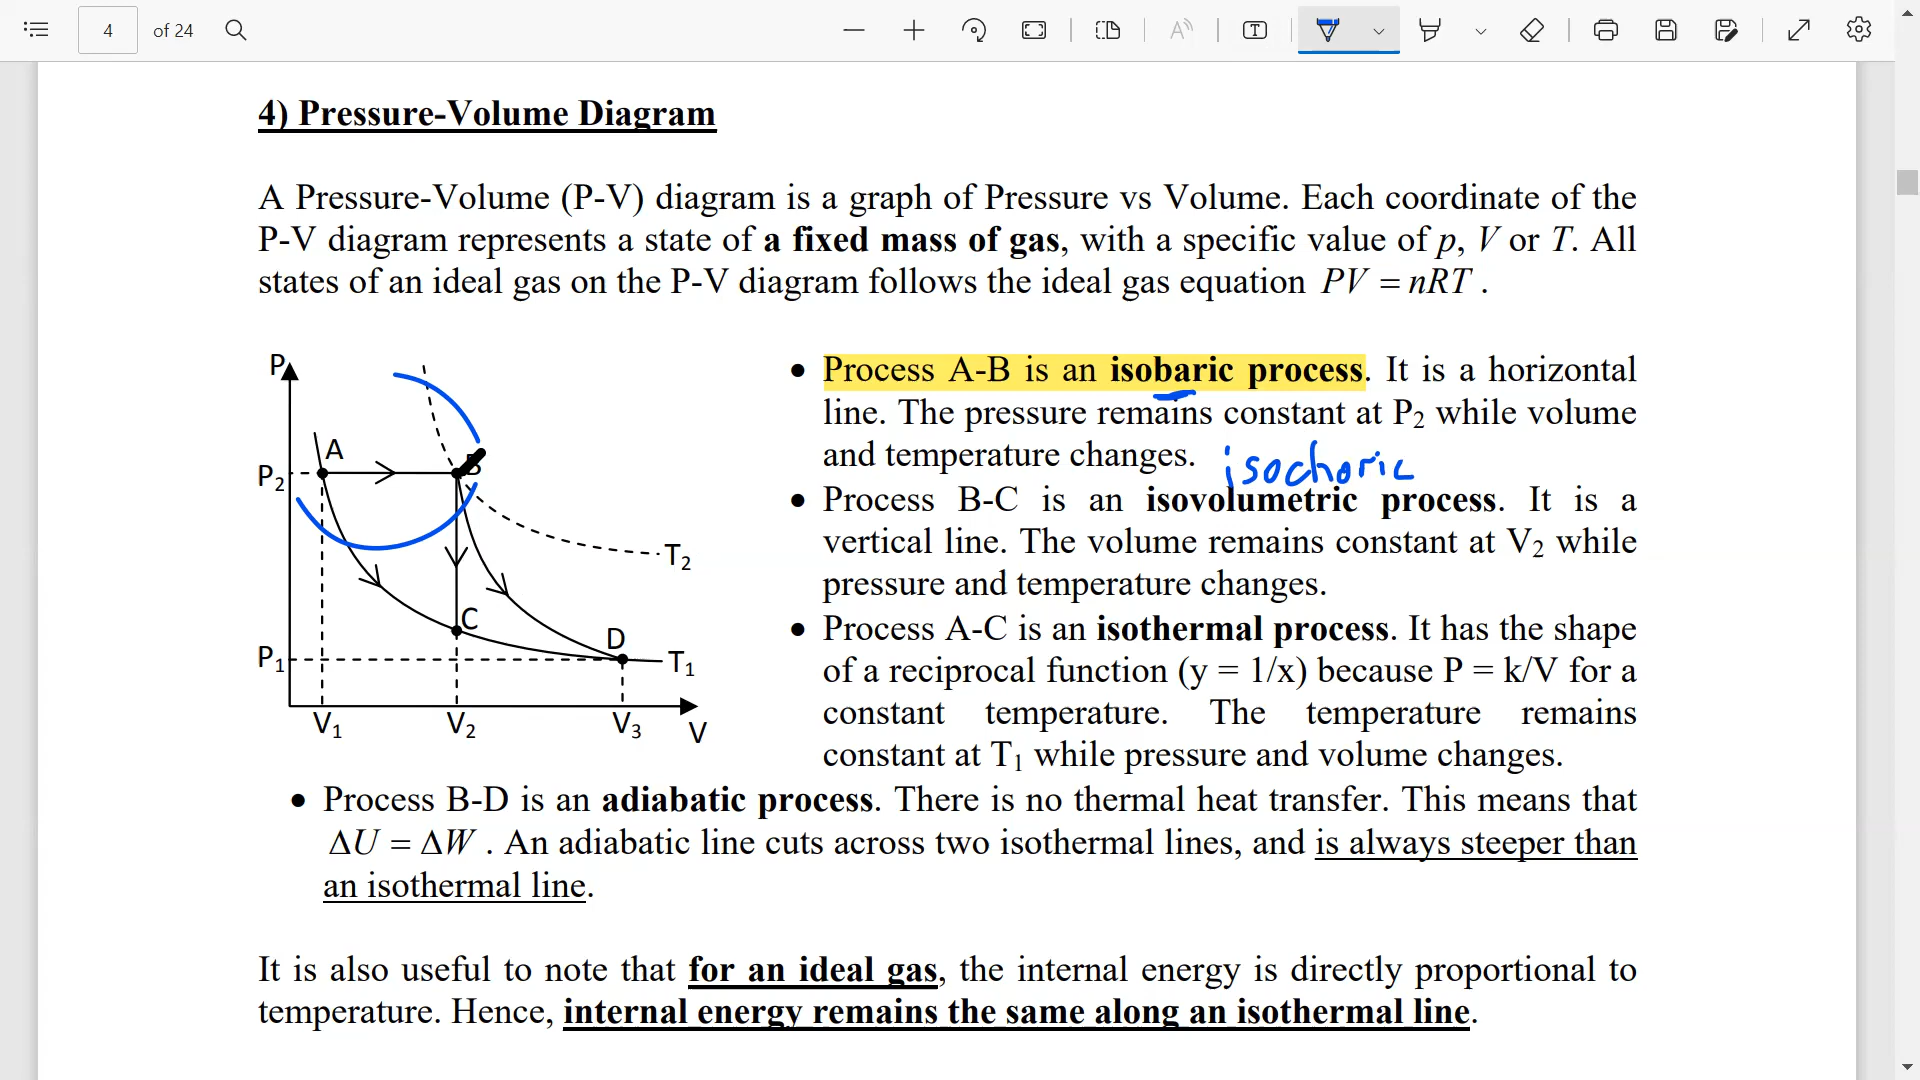 4
of 24
4) Pressure-Volume Diagram
A Pressure-Volume (P-V) diagram is a graph of Pressure vs Volume. Each coordinate of the
P-V diagram represents a state of a fixed mass of gas, with a specific value of p, V or T. All
states of an ideal gas on the P-V diagram follows the ideal gas equation PV = nRT .
P
A
B
P₂
T₂
C
D
P₁
T₁
V₁
V₂
V₃
V
• Process A-B is an isobaric process. It is a horizontal
line. The pressure remains constant at P₂ while volume
and temperature changes.
isochoric
• Process B-C is an isovolumetric process. It is a
vertical line. The volume remains constant at V₂ while
pressure and temperature changes.
• Process A-C is an isothermal process. It has the shape
of a reciprocal function (y = 1/x) because P = k/V for a
constant temperature. The temperature remains
constant at T₁ while pressure and volume changes.
• Process B-D is an adiabatic process. There is no thermal heat transfer. This means that
ΔU = ΔW . An adiabatic line cuts across two isothermal lines, and is always steeper than
an isothermal line.
It is also useful to note that for an ideal gas, the internal energy is directly proportional to
temperature. Hence, internal energy remains the same along an isothermal line.